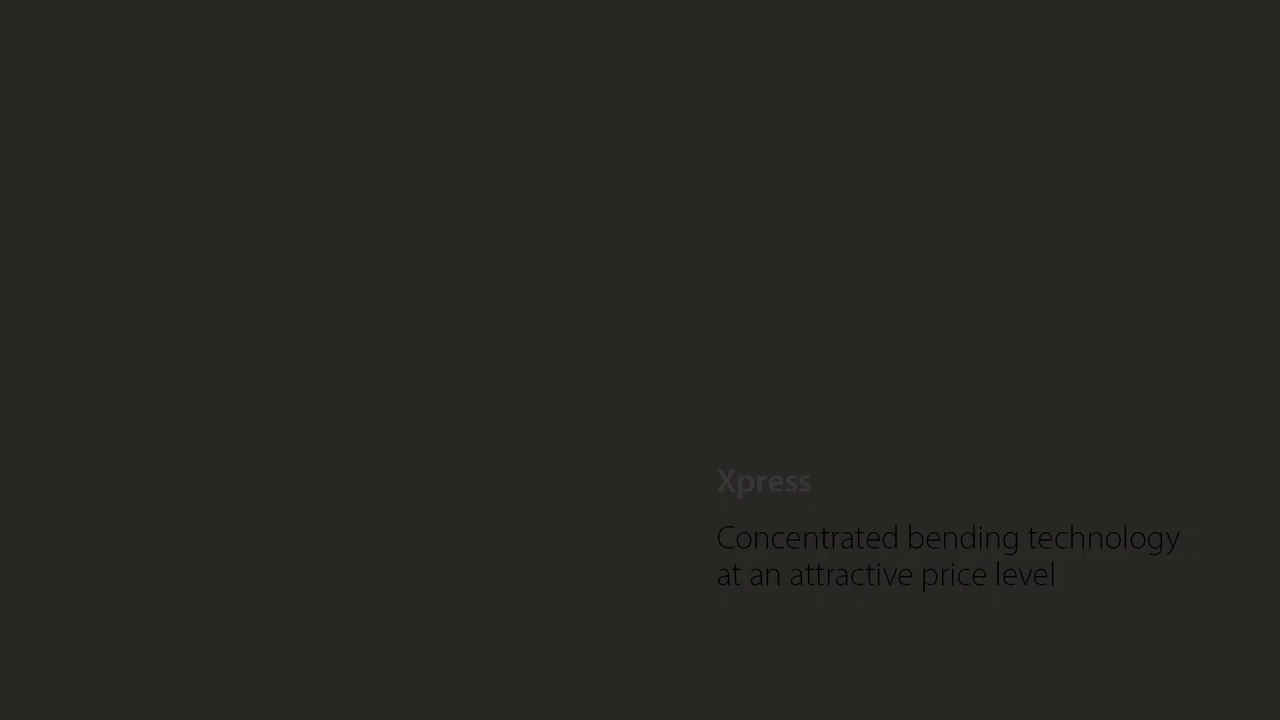 Xpress
Concentrated bending technology
at an attractive price level